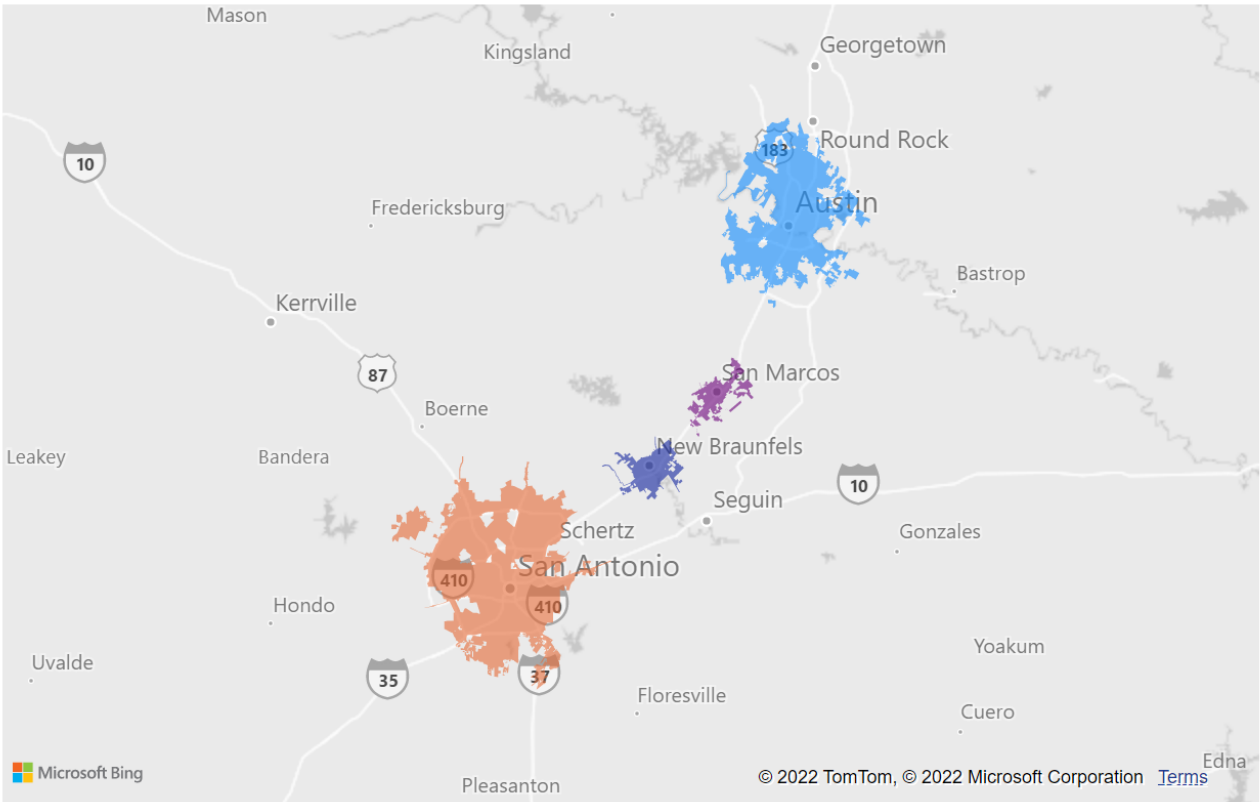 Mason
Kingsland
Georgetown
183
Round Rock
10
Austin
Fredericksburg
Bastrop
Kerrville
87
San Marcos
Boerne
New Braunfels
Leakey
Bandera
10
Seguin
Schertz
Gonzales
San Antonio
410
410
Hondo
Yoakum
Uvalde
35
37
Floresville
Cuero
Edna
Microsoft Bing
© 2022 TomTom, © 2022 Microsoft Corporation Terms
Pleasanton